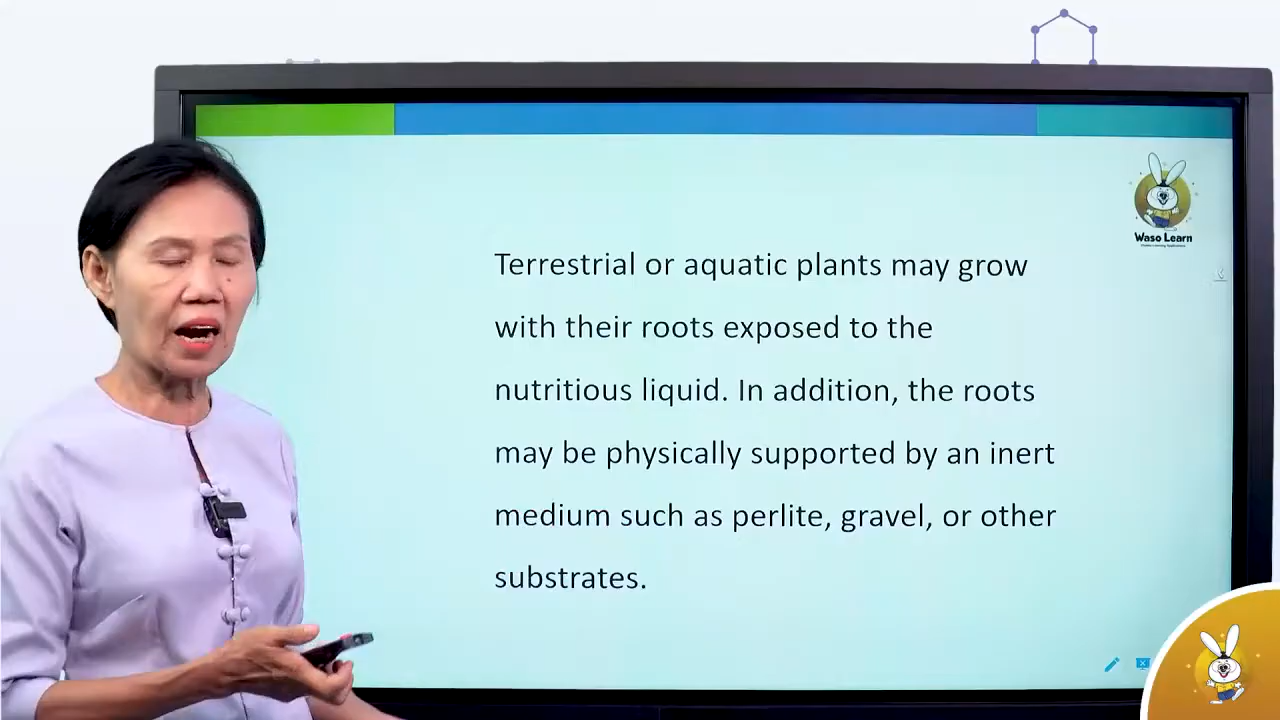 Waso Learn
Terrestrial or aquatic plants may grow
with their roots exposed to the
nutritious liquid. In addition, the roots
may be physically supported by an inert
medium such as perlite, gravel, or other
substrates.